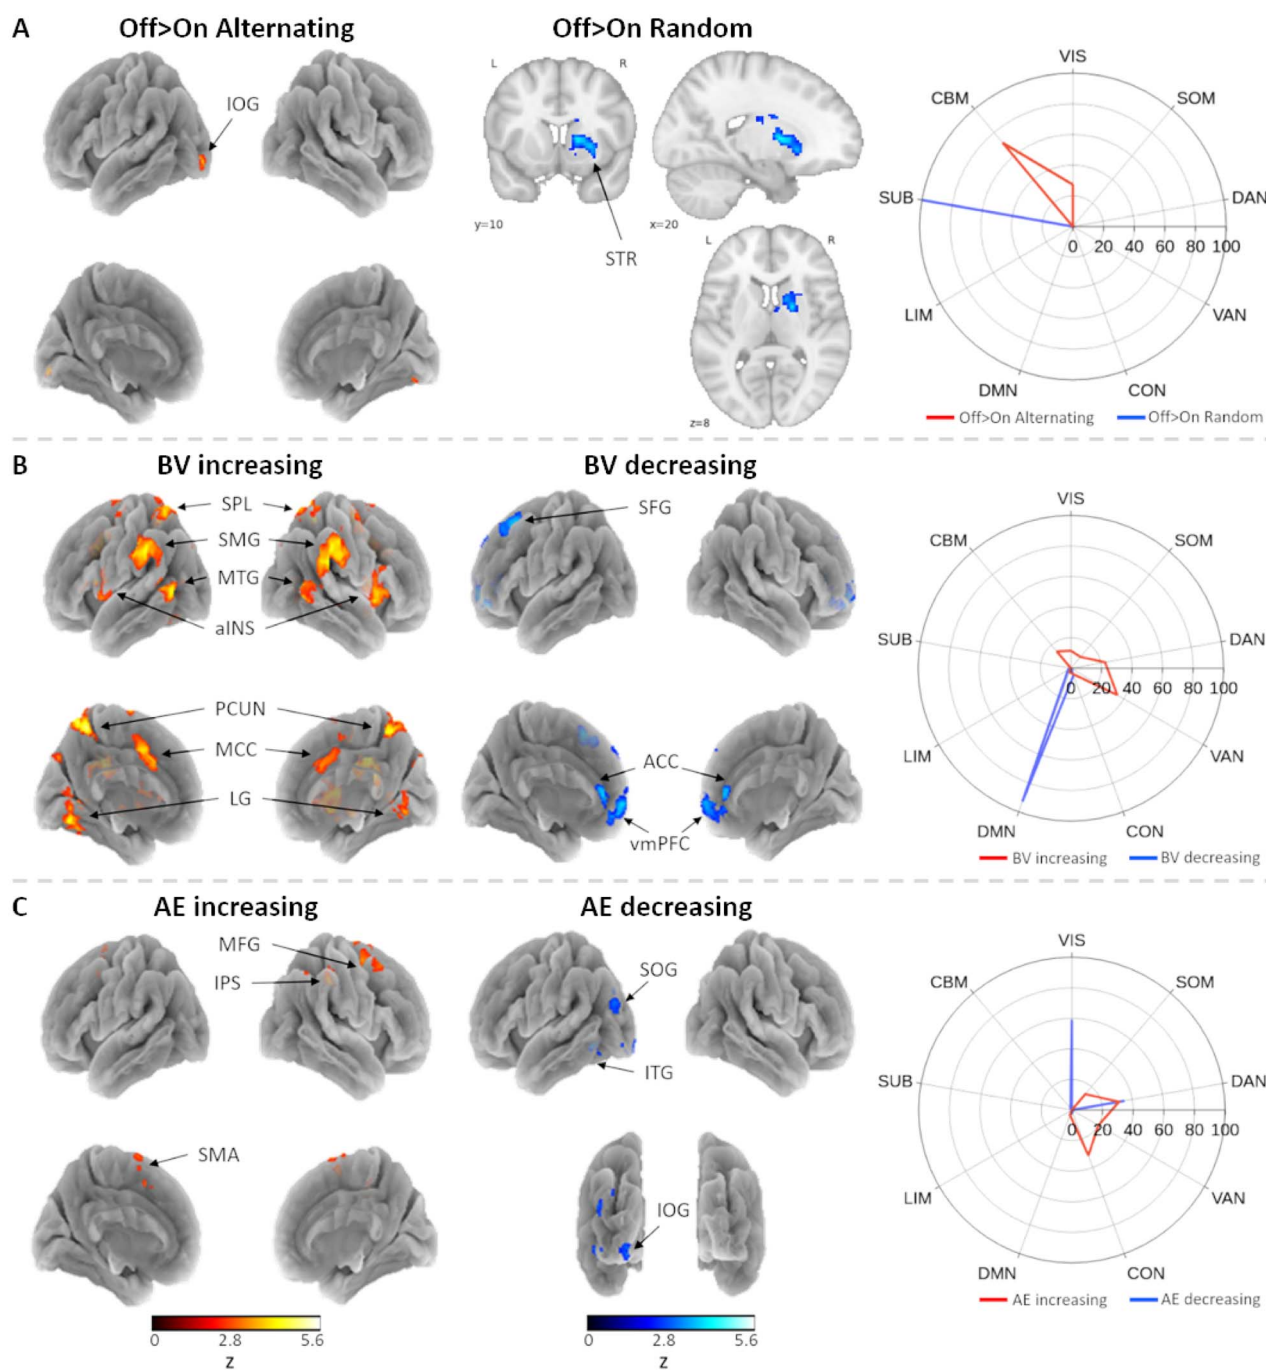 A
Off>On Alternating
Off>On Random
IOG
L
R
y=10
x=20
STR
L
R
z=8
VIS
CBM
SOM
SUB
DAN
0 20 40 60 80 100
LIM
VAN
DMN
CON
Off>On Alternating
Off>On Random
B
BV increasing
BV decreasing
SPL
SMG
MTG
aINS
SFG
PCUN
MCC
LG
ACC
vmPFC
VIS
CBM
SOM
SUB
DAN
0 20 40 60 80 100
LIM
VAN
DMN
CON
BV increasing
BV decreasing
C
AE increasing
AE decreasing
MFG
IPS
SOG
ITG
SMA
IOG
VIS
CBM
SOM
SUB
DAN
0 20 40 60 80 100
LIM
VAN
DMN
CON
AE increasing
AE decreasing
0 2.8 5.6
z
0 2.8 5.6
z